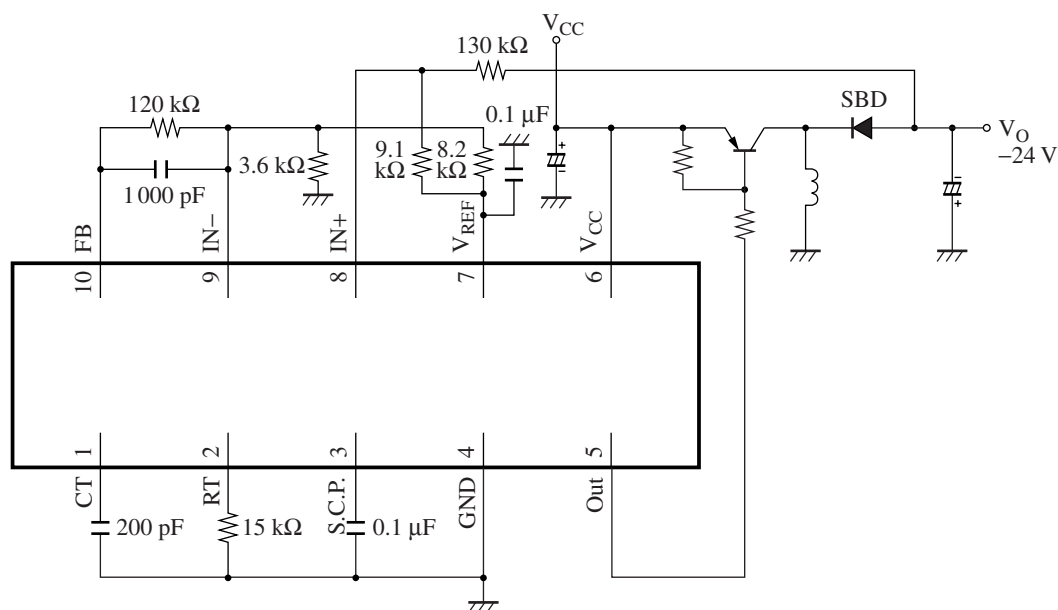 VCC
130 kΩ
120 kΩ
0.1 μF
SBD
3.6 kΩ
9.1
kΩ
8.2
kΩ
VO
−24 V
1 000 pF
+
−
−
+
FB
IN−
IN+
VREF
VCC
10
9
8
7
6
1
2
3
4
5
CT
RT
S.C.P.
GND
Out
200 pF
15 kΩ
0.1 μF